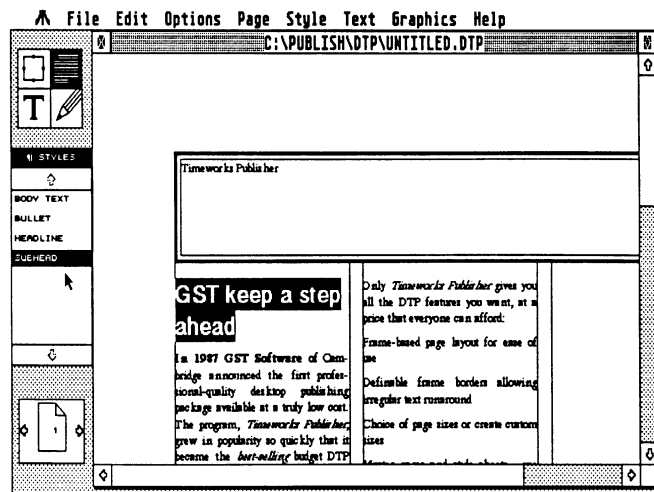 File Edit Options Page Style Text Graphics Help
C:\PUBLISH\DTP\UNTITLED.DTP
T
¶ STYLES
BODY TEXT
BULLET
HEADLINE
SUBHEAD
1
Timeworks Publisher
GST keep a step
ahead
In 1987 GST Software of Cam-
bridge announced the first profes-
sional-quality desktop publishing
package available at a truly low cost.
The program, Timeworks Publisher,
grew in popularity so quickly that it
became the best-selling budget DTP
Only Timeworks Publisher gives you
all the DTP features you want, at a
price that everyone can afford:
Frame-based page layout for ease of
use
Definable frame borders allowing
irregular text runaround
Choice of page sizes or create custom
sizes